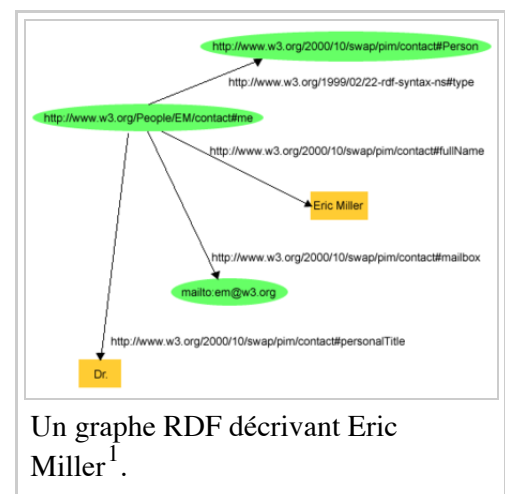 http://www.w3.org/2000/10/swap/pim/contact#Person
http://www.w3.org/1999/02/22-rdf-syntax-ns#type
http://www.w3.org/People/EM/contact#me
http://www.w3.org/2000/10/swap/pim/contact#fullName
Eric Miller
http://www.w3.org/2000/10/swap/pim/contact#mailbox
mailto:em@w3.org
http://www.w3.org/2000/10/swap/pim/contact#personalTitle
Dr.
Un graphe RDF décrivant Eric
Miller1.